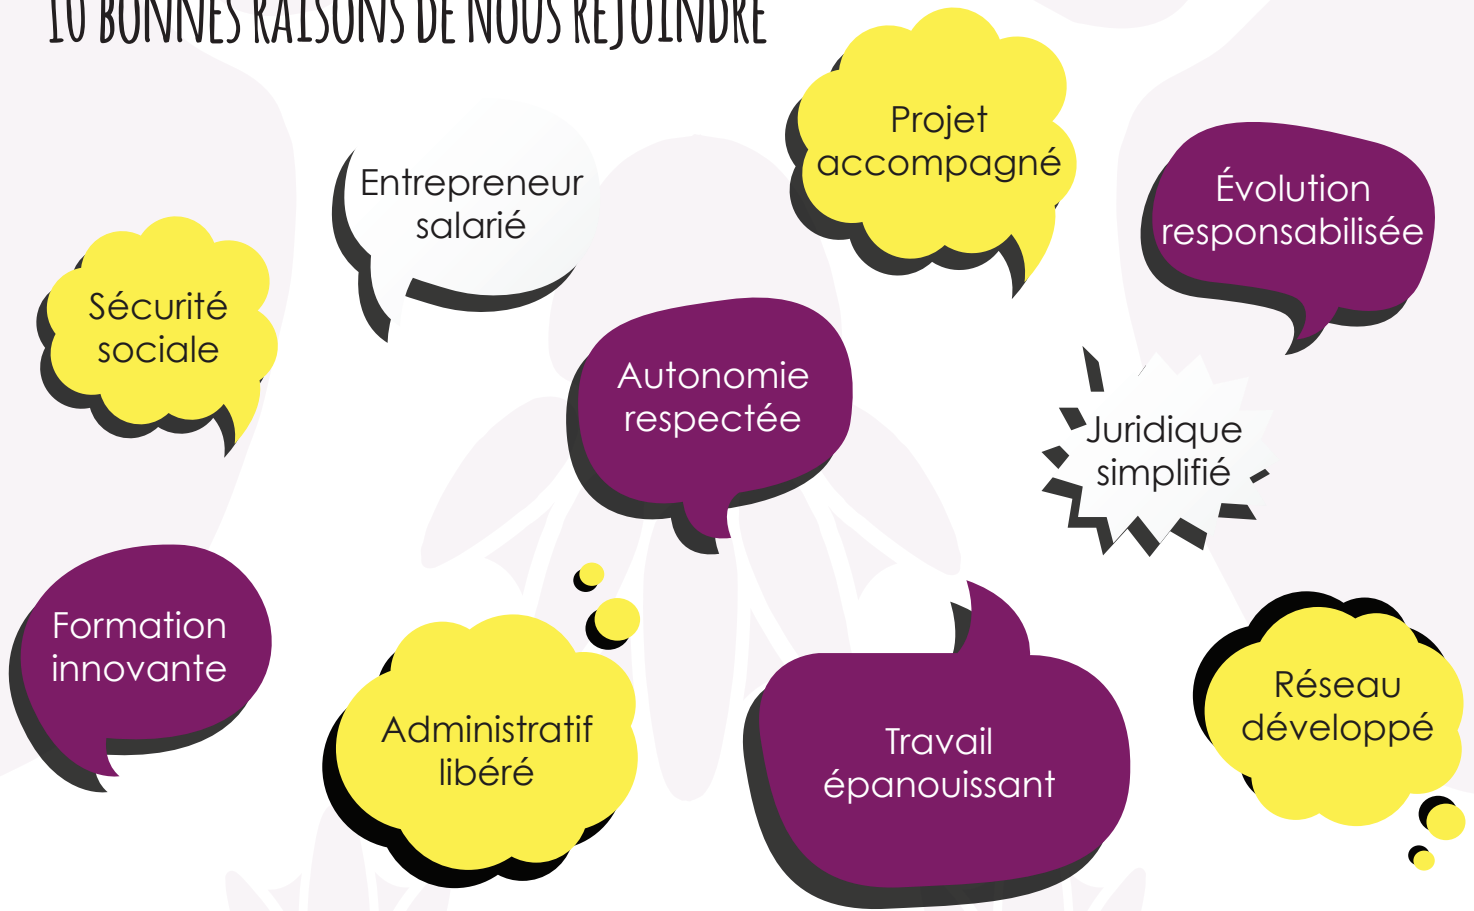 10 BONNES RAISONS DE NOUS REJOINDRE
Projet
accompagné
Entrepreneur
salarié
Évolution
responsabilisée
Sécurité
sociale
Autonomie
respectée
Juridique
simplifié
Formation
innovante
Administratif
libéré
Travail
épanouissant
Réseau
développé